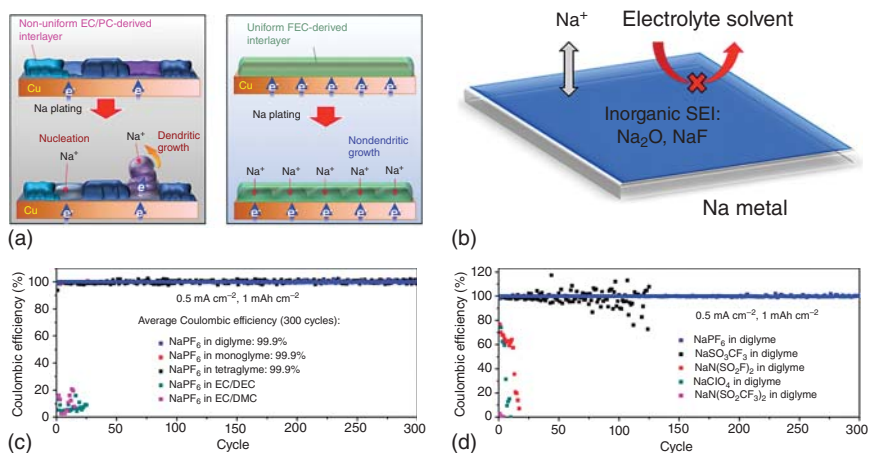 Non-uniform EC/PC-derived
interlayer
Cu
e⁻ e⁻
Na plating
Nucleation
Na⁺
Na⁺
Dendritic
growth
e⁻
Cu
e⁻ e⁻
Uniform FEC-derived
interlayer
Cu
e⁻ e⁻ e⁻ e⁻ e⁻
Na plating
Nondendritic
growth
Na⁺ Na⁺ Na⁺ Na⁺ Na⁺
Cu
e⁻ e⁻ e⁻ e⁻ e⁻
(a)
Na⁺
Electrolyte solvent
Inorganic SEI:
Na₂O, NaF
Na metal
(b)
Coulombic efficiency (%)
100
80
60
40
20
0
0.5 mA cm⁻², 1 mAh cm⁻²
Average Coulombic efficiency (300 cycles):
NaPF₆ in diglyme: 99.9%
NaPF₆ in monoglyme: 99.9%
NaPF₆ in tetraglyme: 99.9%
NaPF₆ in EC/DEC
NaPF₆ in EC/DMC
0 50 100 150 200 250 300
Cycle
(c)
Coulombic efficiency (%)
120
100
80
60
40
20
0
0.5 mA cm⁻², 1 mAh cm⁻²
NaPF₆ in diglyme
NaSO₃CF₃ in diglyme
NaN(SO₂F)₂ in diglyme
NaClO₄ in diglyme
NaN(SO₂CF₃)₂ in diglyme
0 50 100 150 200 250 300
Cycle
(d)